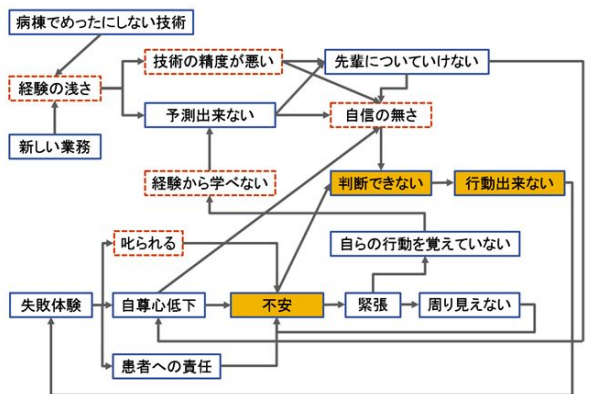 病棟でめったにしない技術
技術の精度が悪い
先輩についていけない
経験の浅さ
予測出来ない
自信の無さ
新しい業務
経験から学べない
判断できない
行動出来ない
叱られる
自らの行動を覚えていない
失敗体験
自尊心低下
不安
緊張
周り見えない
患者への責任